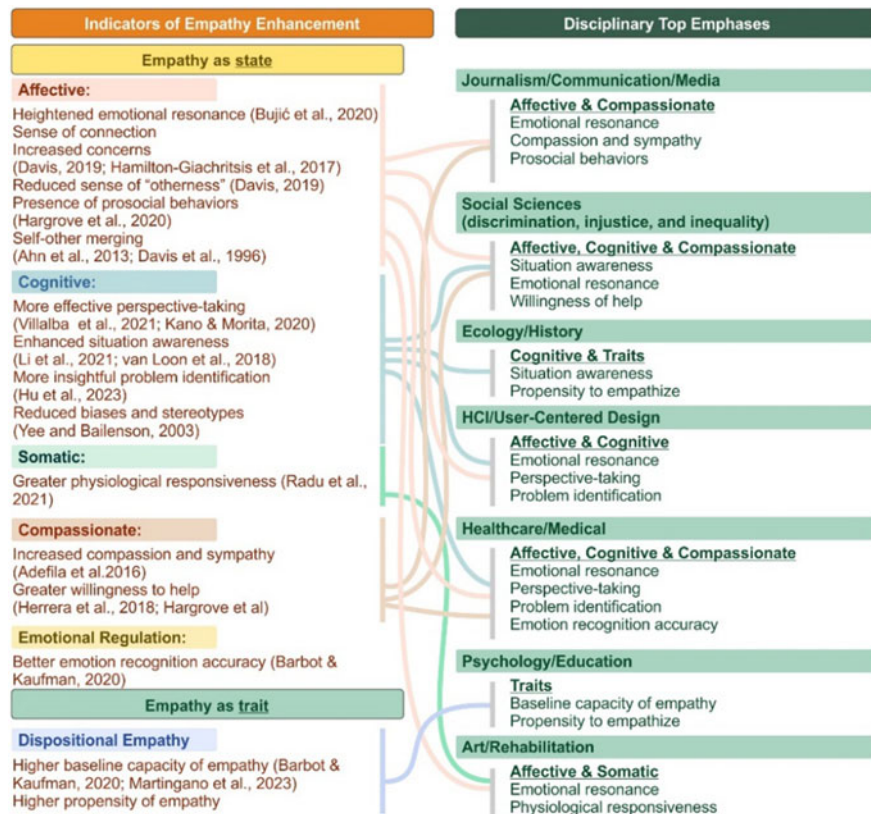 Indicators of Empathy Enhancement
Empathy as state
Affective:
Heightened emotional resonance (Bujić et al., 2020)
Sense of connection
Increased concerns
(Davis, 2019; Hamilton-Giachritsis et al., 2017)
Reduced sense of “otherness” (Davis, 2019)
Presence of prosocial behaviors
(Hargrove et al., 2020)
Self-other merging
(Ahn et al., 2013; Davis et al., 1996)
Cognitive:
More effective perspective-taking
(Villalba et al., 2021; Kano & Morita, 2020)
Enhanced situation awareness
(Li et al., 2021; van Loon et al., 2018)
More insightful problem identification
(Hu et al., 2023)
Reduced biases and stereotypes
(Yee and Bailenson, 2003)
Somatic:
Greater physiological responsiveness (Radu et al.,
2021)
Compassionate:
Increased compassion and sympathy
(Adefila et al.2016)
Greater willingness to help
(Herrera et al., 2018; Hargrove et al)
Emotional Regulation:
Better emotion recognition accuracy (Barbot &
Kaufman, 2020)
Empathy as trait
Dispositional Empathy
Higher baseline capacity of empathy (Barbot &
Kaufman, 2020; Martingano et al., 2023)
Higher propensity of empathy
Disciplinary Top Emphases
Journalism/Communication/Media
Affective & Compassionate
Emotional resonance
Compassion and sympathy
Prosocial behaviors
Social Sciences
(discrimination, injustice, and inequality)
Affective, Cognitive & Compassionate
Situation awareness
Emotional resonance
Willingness of help
Ecology/History
Cognitive & Traits
Situation awareness
Propensity to empathize
HCI/User-Centered Design
Affective & Cognitive
Emotional resonance
Perspective-taking
Problem identification
Healthcare/Medical
Affective, Cognitive & Compassionate
Emotional resonance
Perspective-taking
Problem identification
Emotion recognition accuracy
Psychology/Education
Traits
Baseline capacity of empathy
Propensity to empathize
Art/Rehabilitation
Affective & Somatic
Emotional resonance
Physiological responsiveness